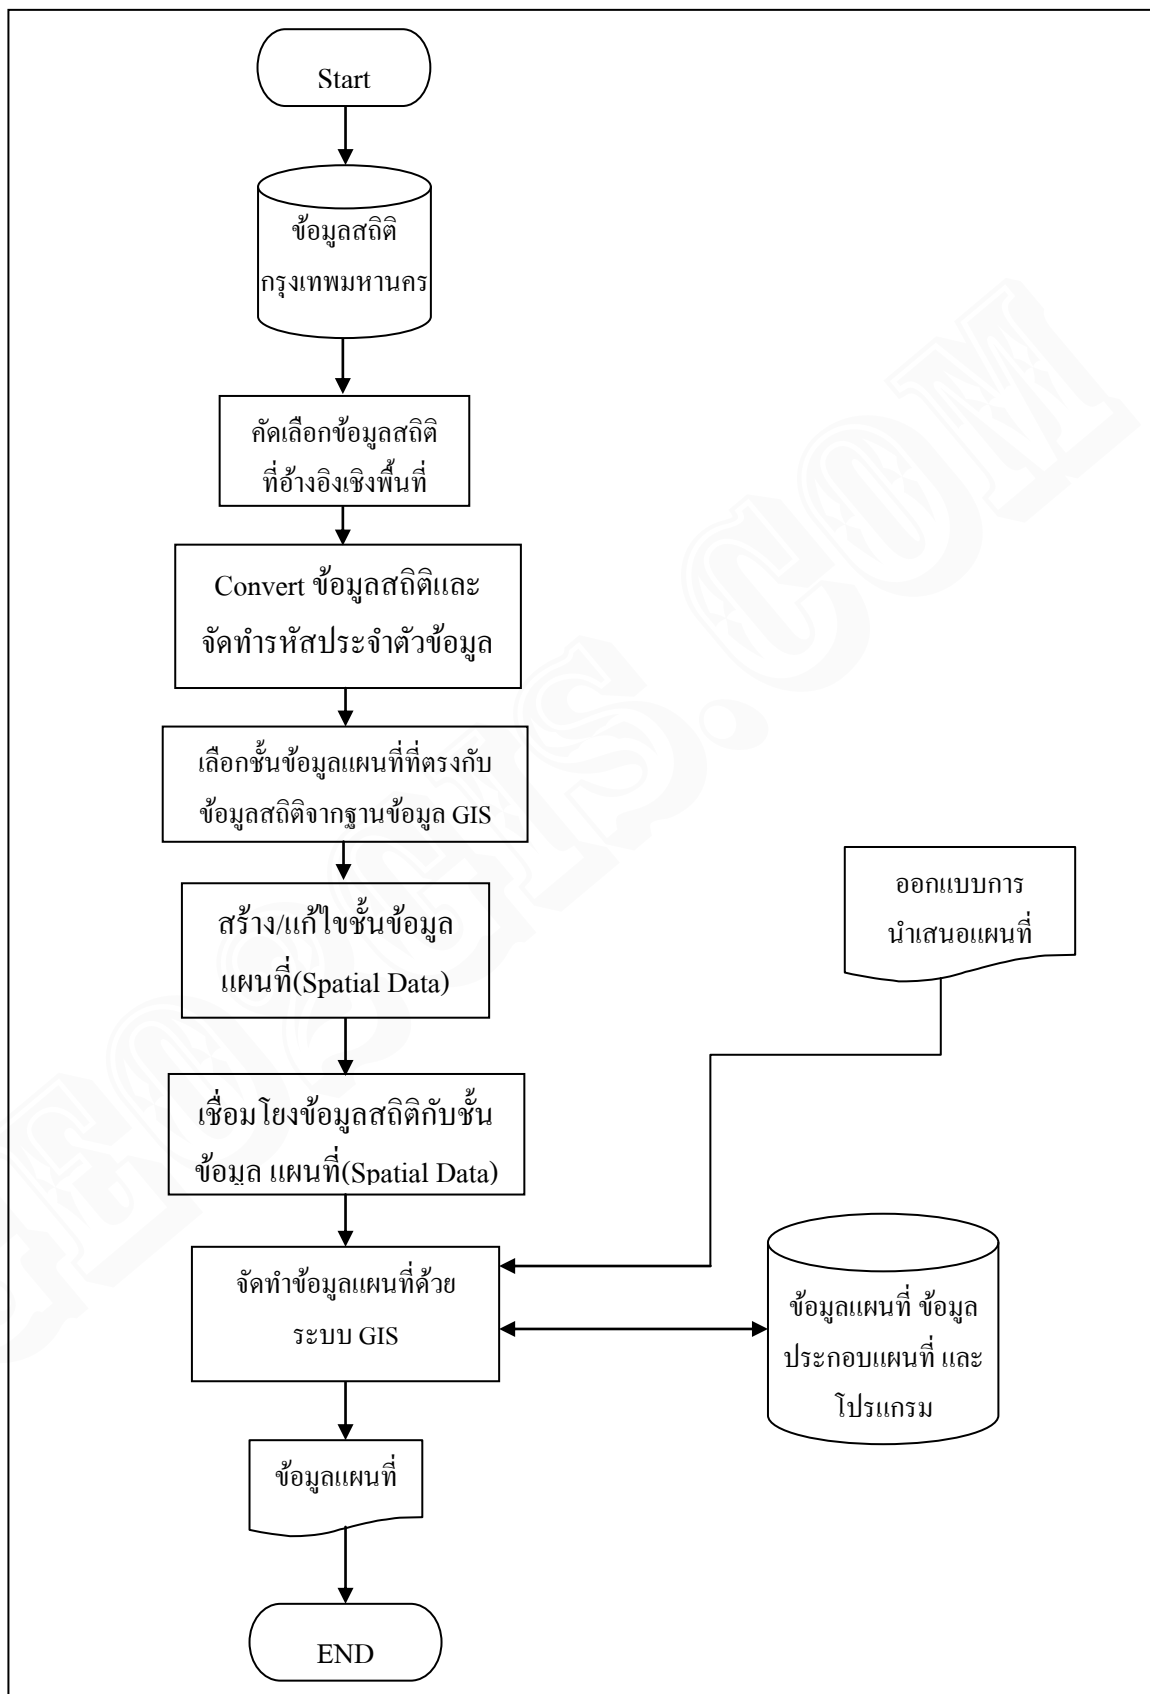 Start
ข้อมูลสถิติ
กรุงเทพมหานคร
คัดเลือกข้อมูลสถิติ
ที่อ้างอิงเชิงพื้นที่
Convert ข้อมูลสถิติและ
จัดทำรหัสประจำตัวข้อมูล
เลือกชั้นข้อมูลแผนที่ที่ตรงกับ
ข้อมูลสถิติจากฐานข้อมูล GIS
สร้าง/แก้ไขชั้นข้อมูล
แผนที่(Spatial Data)
ออกแบบการ
นำเสนอแผนที่
เชื่อมโยงข้อมูลสถิติกับชั้น
ข้อมูล แผนที่(Spatial Data)
จัดทำข้อมูลแผนที่ด้วย
ระบบ GIS
ข้อมูลแผนที่ ข้อมูล
ประกอบแผนที่ และ
โปรแกรม
ข้อมูลแผนที่
END
GEO2GIS.COM